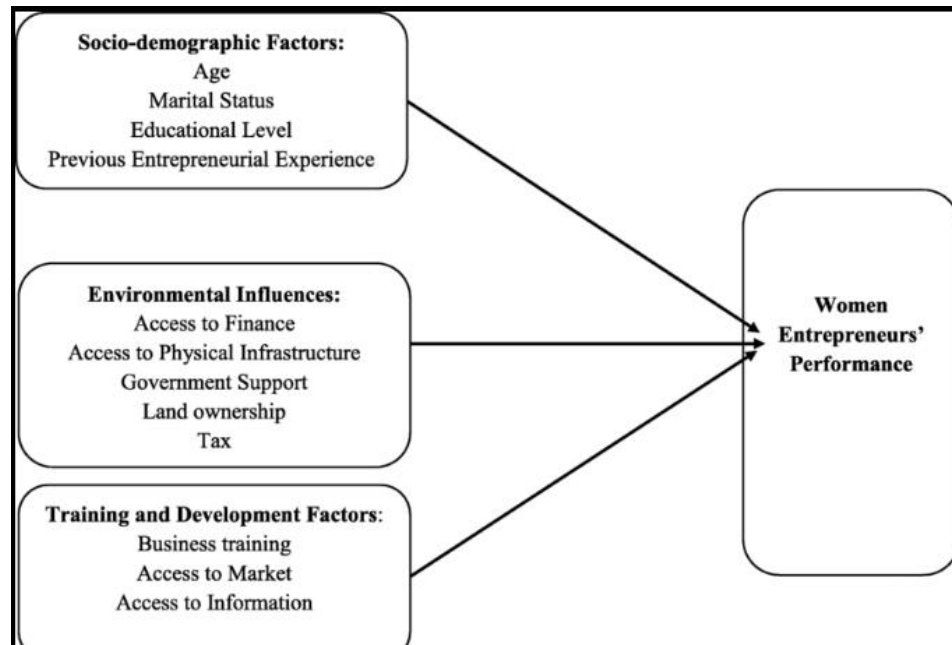 Socio-demographic Factors:
Age
Marital Status
Educational Level
Previous Entrepreneurial Experience
Environmental Influences:
Access to Finance
Access to Physical Infrastructure
Government Support
Land ownership
Tax
Training and Development Factors:
Business training
Access to Market
Access to Information
Women
Entrepreneurs’
Performance